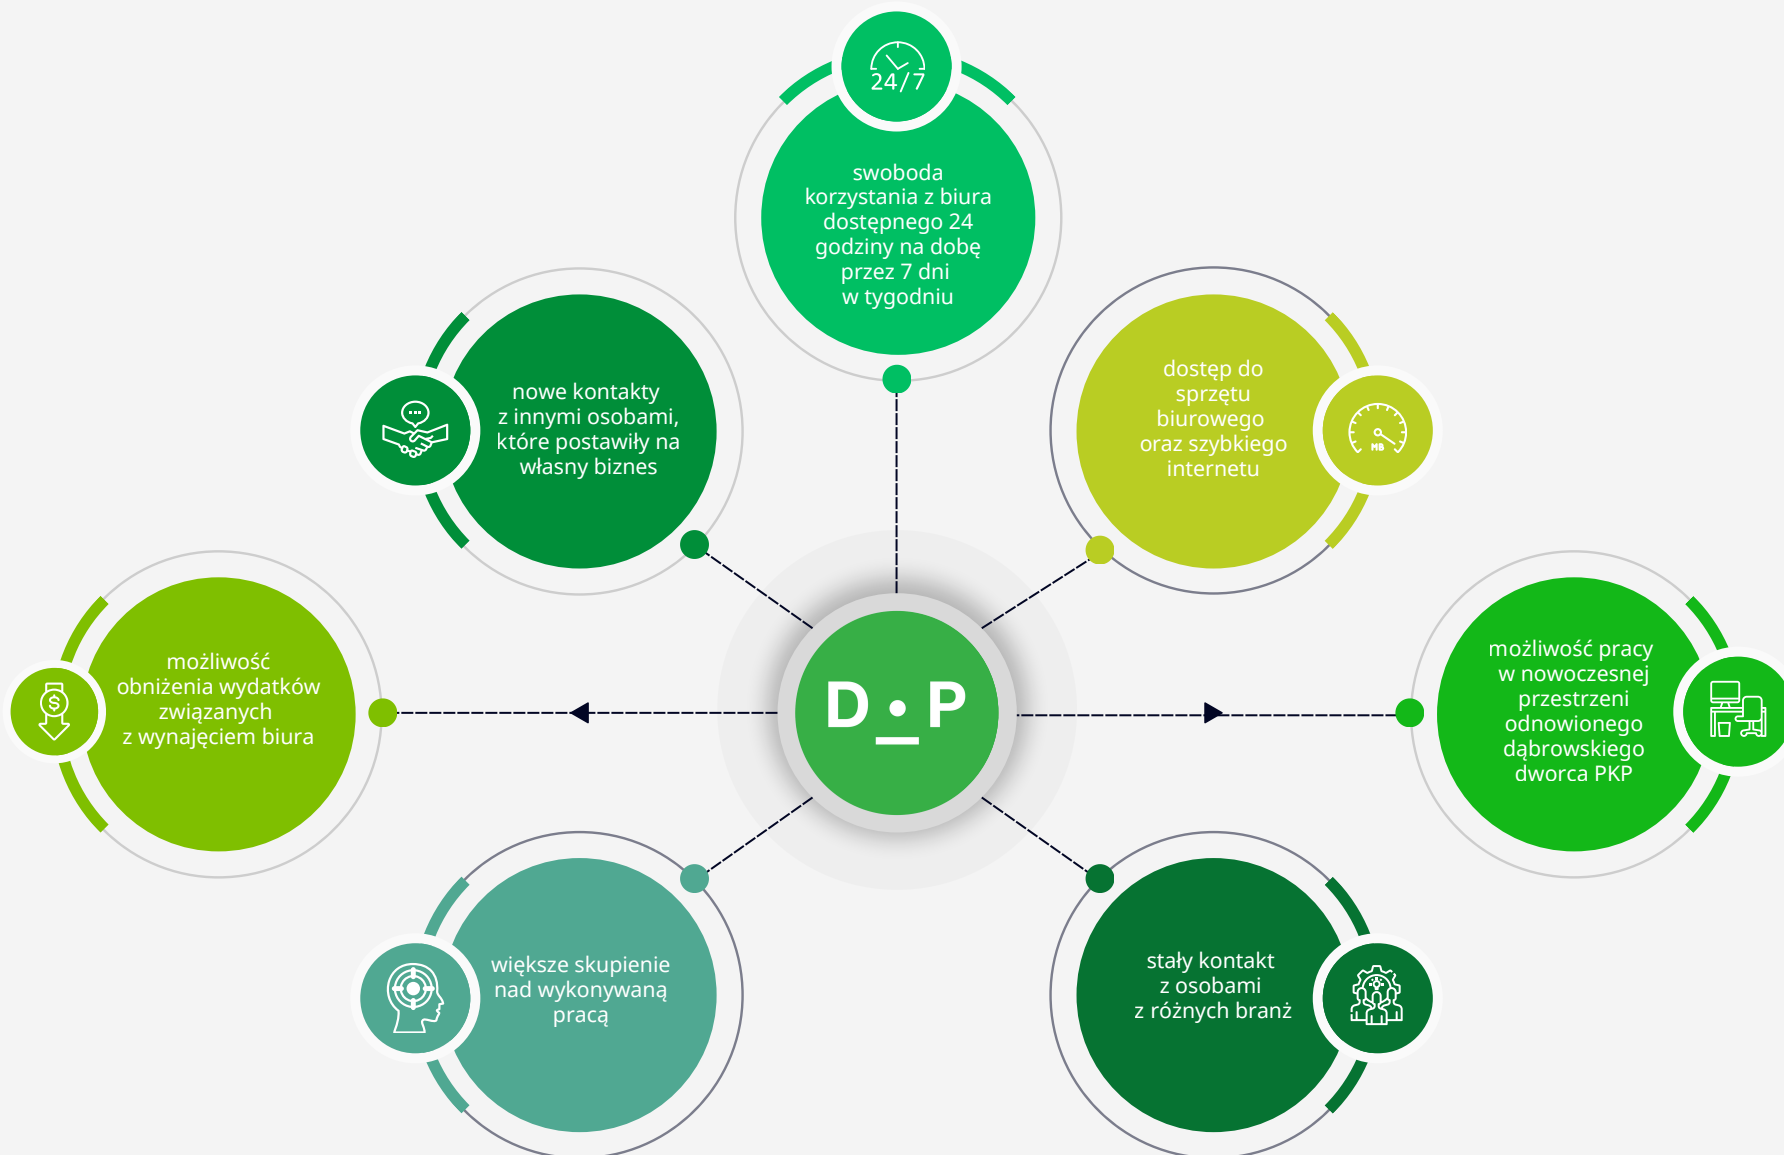 24/7
swoboda
korzystania z biura
dostępnego 24
godziny na dobę
przez 7 dni
w tygodniu
nowe kontakty
z innymi osobami,
które postawiły na
własny biznes
dostęp do
sprzętu
biurowego
oraz szybkiego
internetu
MB
możliwość
obniżenia wydatków
związanych
z wynajęciem biura
$
D_•P
możliwość pracy
w nowoczesnej
przestrzeni
odnowionego
dąbrowskiego
dworca PKP
większe skupienie
nad wykonywaną
pracą
stały kontakt
z osobami
z różnych branż